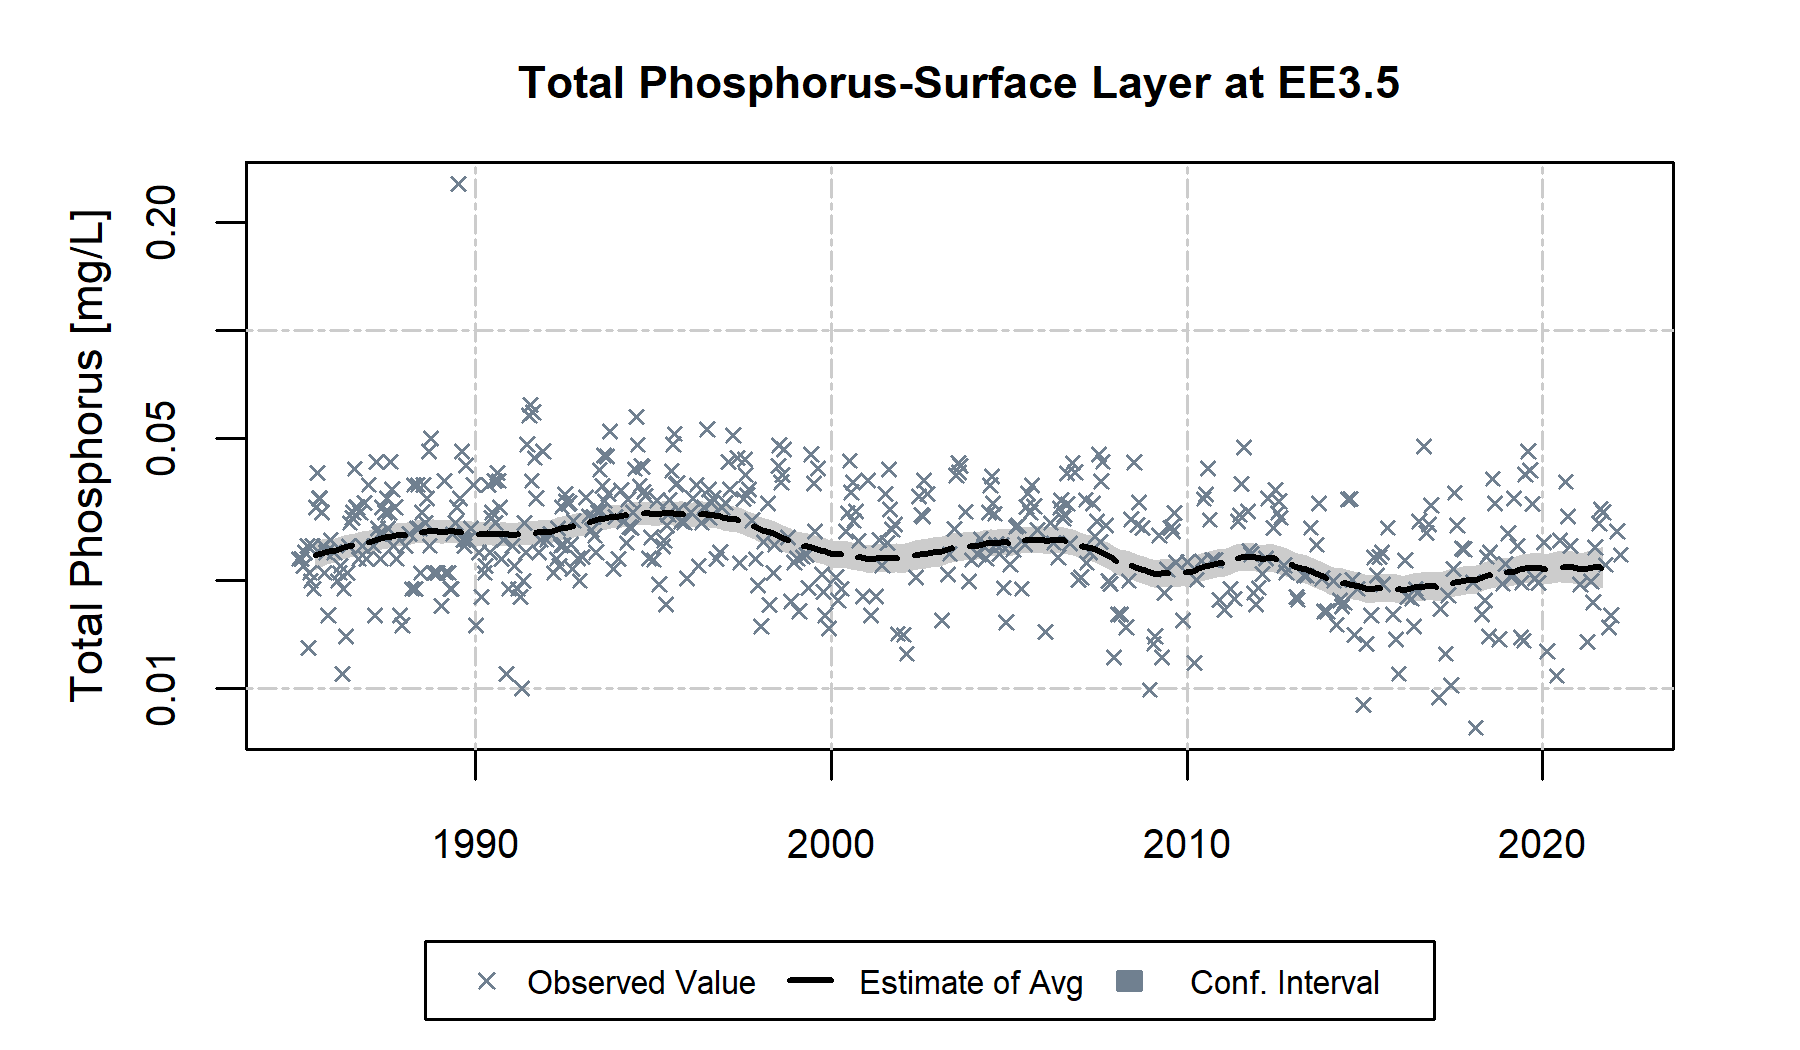 Total Phosphorus-Surface Layer at EE3.5
Total Phosphorus [mg/L]
0.20
0.05
0.01
1990 2000 2010 2020
Observed Value Estimate of Avg Conf. Interval